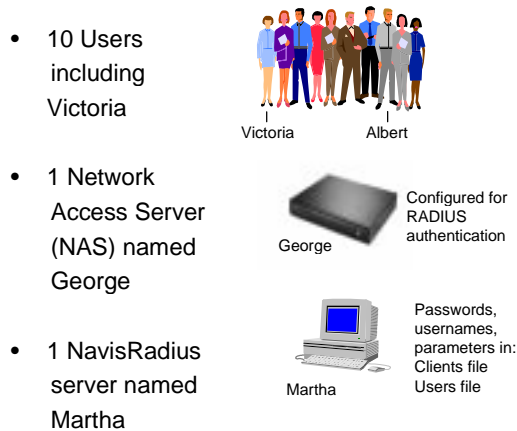 • 10 Users
including
Victoria
Victoria
Albert
• 1 Network
Access Server
(NAS) named
George
George
Configured for
RADIUS
authentication
• 1 NavisRadius
server named
Martha
Martha
Passwords,
usernames,
parameters in:
Clients file
Users file